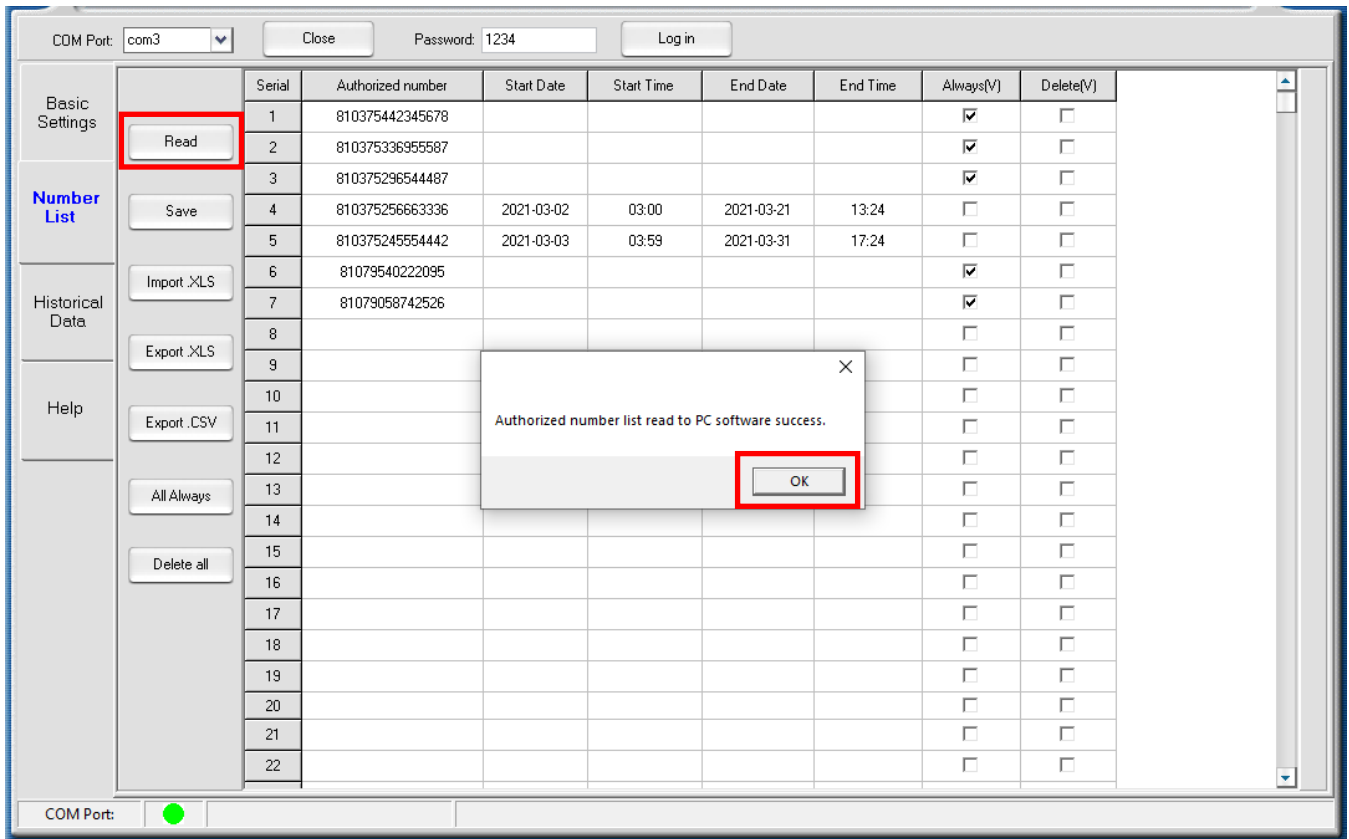 COM Port: com3 Close Password: 1234 Log in
Basic
Settings
Number
List
Historical
Data
Help
Read
Save
Import .XLS
Export .XLS
Export .CSV
All Always
Delete all
Serial Authorized number Start Date Start Time End Date End Time Always(V) Delete(V)
1 810375442345678
2 810375336955587
3 810375296544487
4 810375256663336 2021-03-02 03:00 2021-03-21 13:24
5 810375245554442 2021-03-03 03:59 2021-03-31 17:24
6 81079540222095
7 81079058742526
8
9
10
11
12
13
14
15
16
17
18
19
20
21
22
Authorized number list read to PC software success.
OK
COM Port: